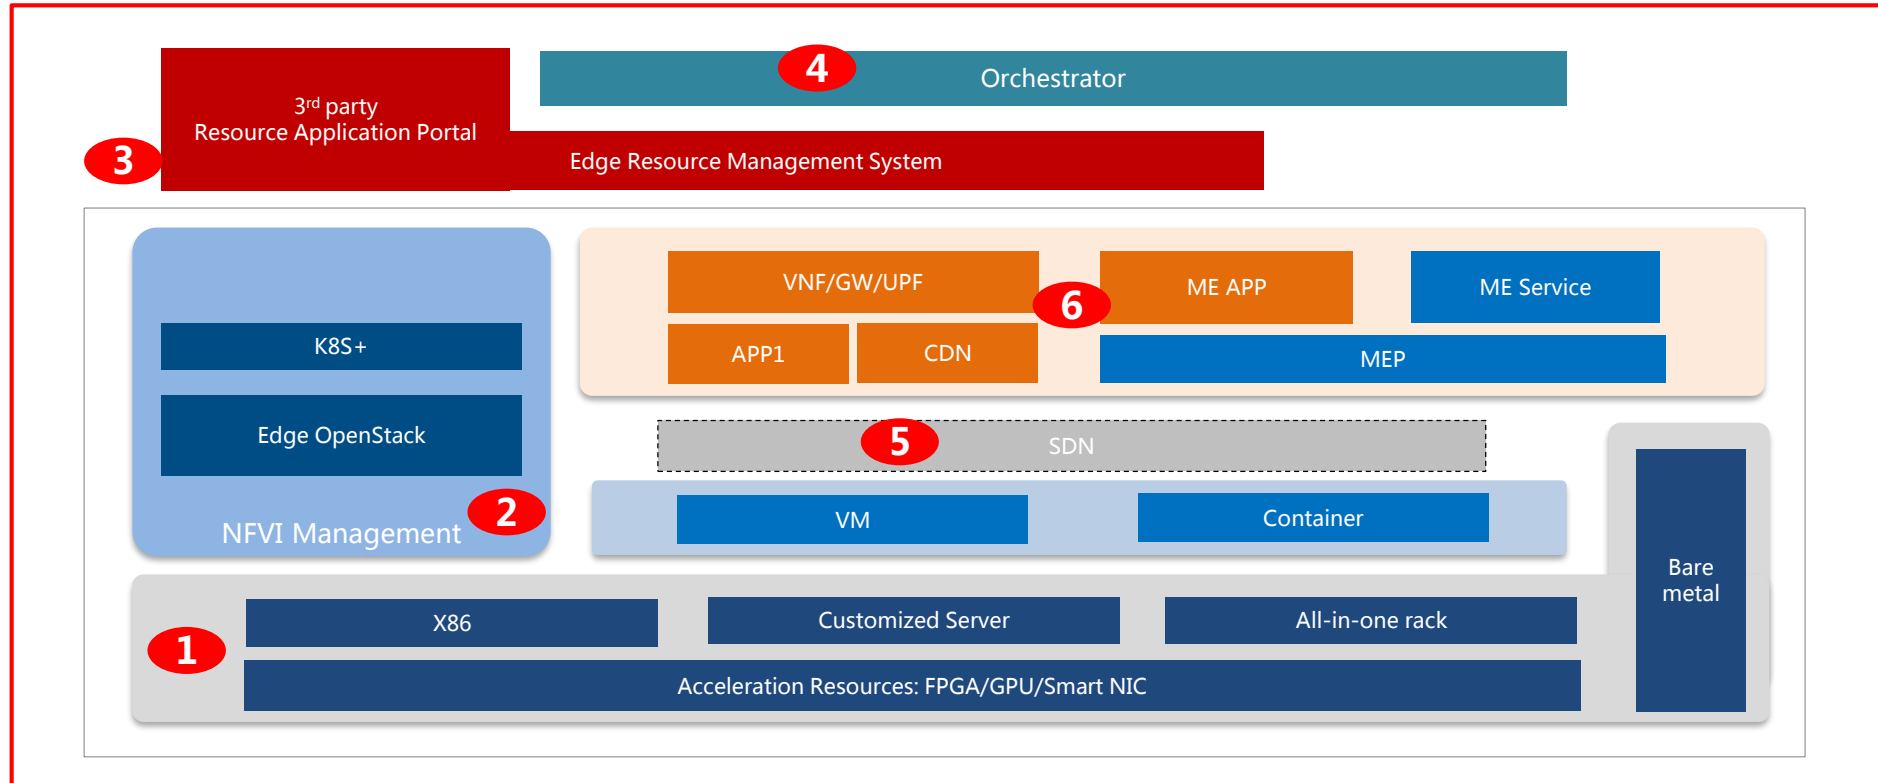 4
Orchestrator
3rd party
Resource Application Portal
3
Edge Resource Management System
VNF/GW/UPF
ME APP
ME Service
6
K8S+
APP1
CDN
MEP
Edge OpenStack
5
SDN
2
NFVI Management
VM
Container
Bare
metal
X86
Customized Server
All-in-one rack
1
Acceleration Resources: FPGA/GPU/Smart NIC